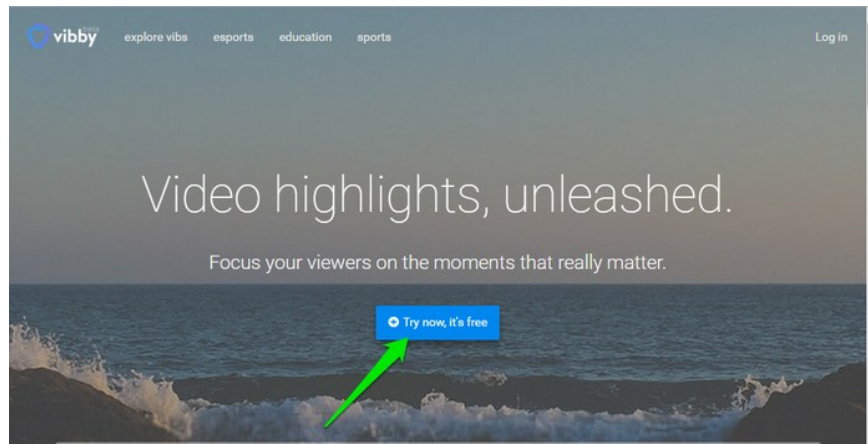 vibby beta
explore vibs
esports
education
sports
Log in
Video highlights, unleashed.
Focus your viewers on the moments that really matter.
Try now, it's free